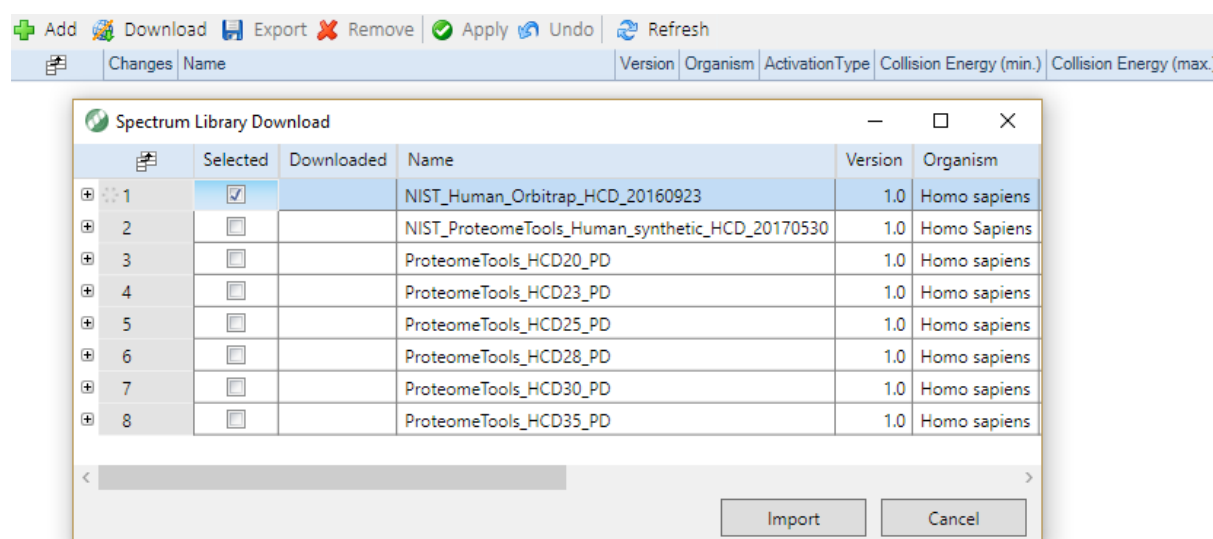 Add Download Export Remove Apply Undo Refresh
Changes Name Version Organism ActivationType Collision Energy (min.) Collision Energy (max.)
Spectrum Library Download
Selected Downloaded Name Version Organism
1 NIST_Human_Orbitrap_HCD_20160923 1.0 Homo sapiens
2 NIST_ProteomeTools_Human_synthetic_HCD_20170530 1.0 Homo Sapiens
3 ProteomeTools_HCD20_PD 1.0 Homo sapiens
4 ProteomeTools_HCD23_PD 1.0 Homo sapiens
5 ProteomeTools_HCD25_PD 1.0 Homo sapiens
6 ProteomeTools_HCD28_PD 1.0 Homo sapiens
7 ProteomeTools_HCD30_PD 1.0 Homo sapiens
8 ProteomeTools_HCD35_PD 1.0 Homo sapiens
Import Cancel